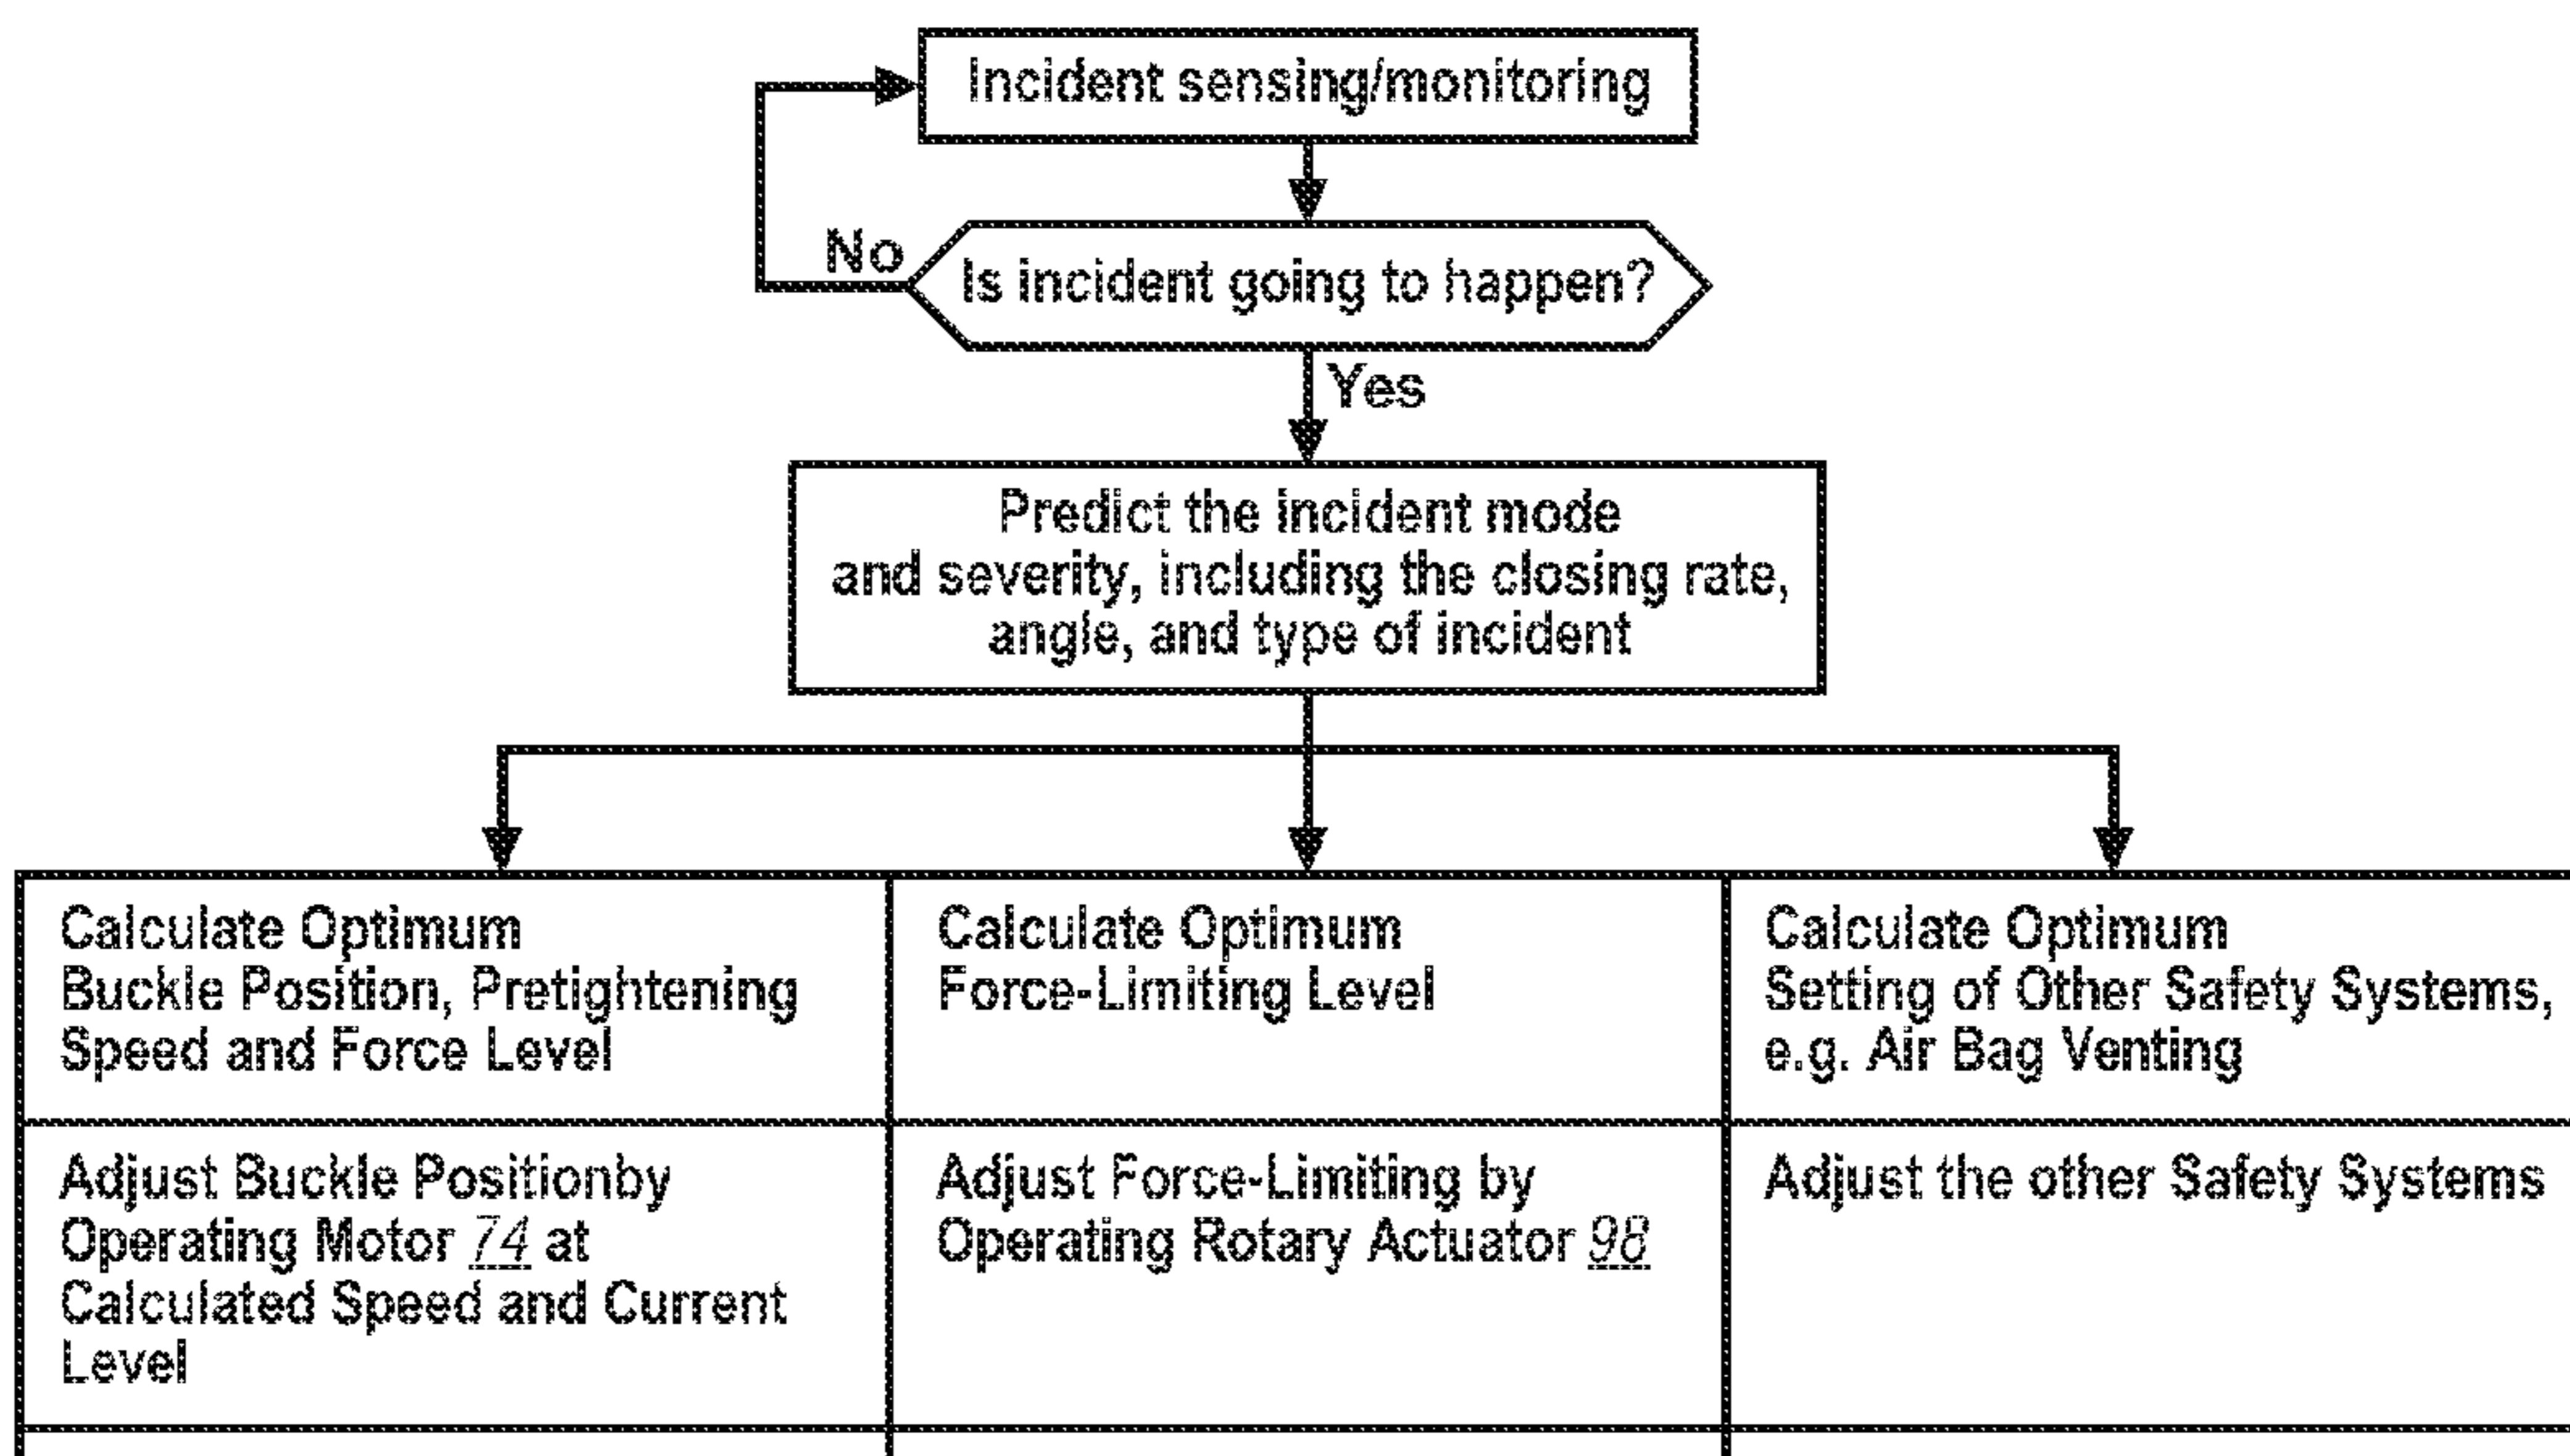 Incident sensing/monitoring
No
Is incident going to happen?
Yes
Predict the incident mode
and severity, including the closing rate,
angle, and type of incident
Calculate Optimum
Buckle Position, Pretightening
Speed and Force Level
Calculate Optimum
Force-Limiting Level
Calculate Optimum
Setting of Other Safety Systems,
e.g. Air Bag Venting
Adjust Buckle Positionby
Operating Motor 74 at
Calculated Speed and Current
Level
Adjust Force-Limiting by
Operating Rotary Actuator 98
Adjust the other Safety Systems